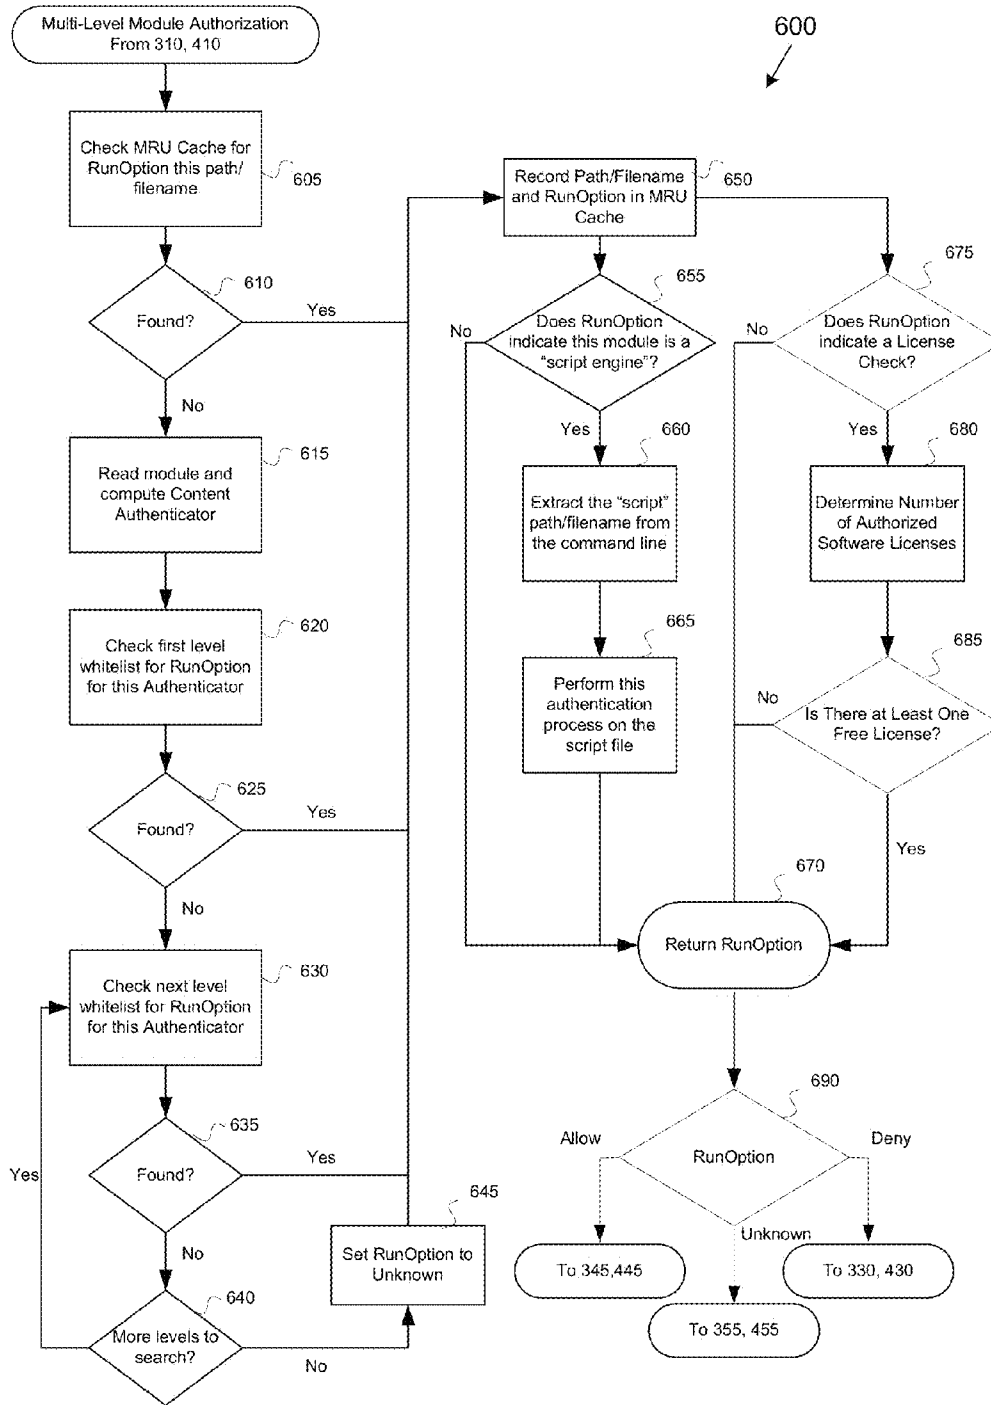 Multi-Level Module Authorization
From 310, 410
600
Check MRU Cache for
RunOption this path/
filename
605
610
Found?
Yes
No
Read module and
compute Content
Authenticator
615
Check first level
whitelist for RunOption
for this Authenticator
620
625
Found?
Yes
No
Check next level
whitelist for RunOption
for this Authenticator
630
635
Found?
Yes
Yes
No
640
More levels to
search?
No
645
Set RunOption to
Unknown
Record Path/Filename
and RunOption in MRU
Cache
650
655
No
Does RunOption
indicate this module is a
"script engine"?
Yes
660
Extract the "script"
path/filename from
the command line
665
Perform this
authentication
process on the
script file
675
No
Does RunOption
indicate a License
Check?
Yes
680
Determine Number
of Authorized
Software Licenses
685
No
Is There at Least One
Free License?
Yes
670
Return RunOption
690
Allow
RunOption
Deny
Unknown
To 345,445
To 330, 430
To 355, 455